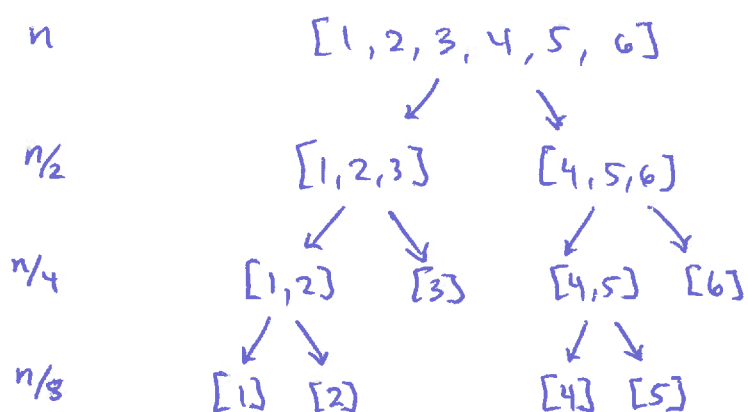 n [1, 2, 3, 4, 5, 6]
n/2 [1, 2, 3] [4, 5, 6]
n/4 [1, 2] [3] [4, 5] [6]
n/8 [1] [2] [4] [5]